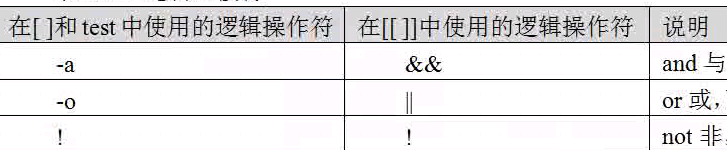 在[ ]和 test 中使用的逻辑操作符 在[[ ]]中使用的逻辑操作符 说明
-a && and 与
-o || or 或,
! ! not 非